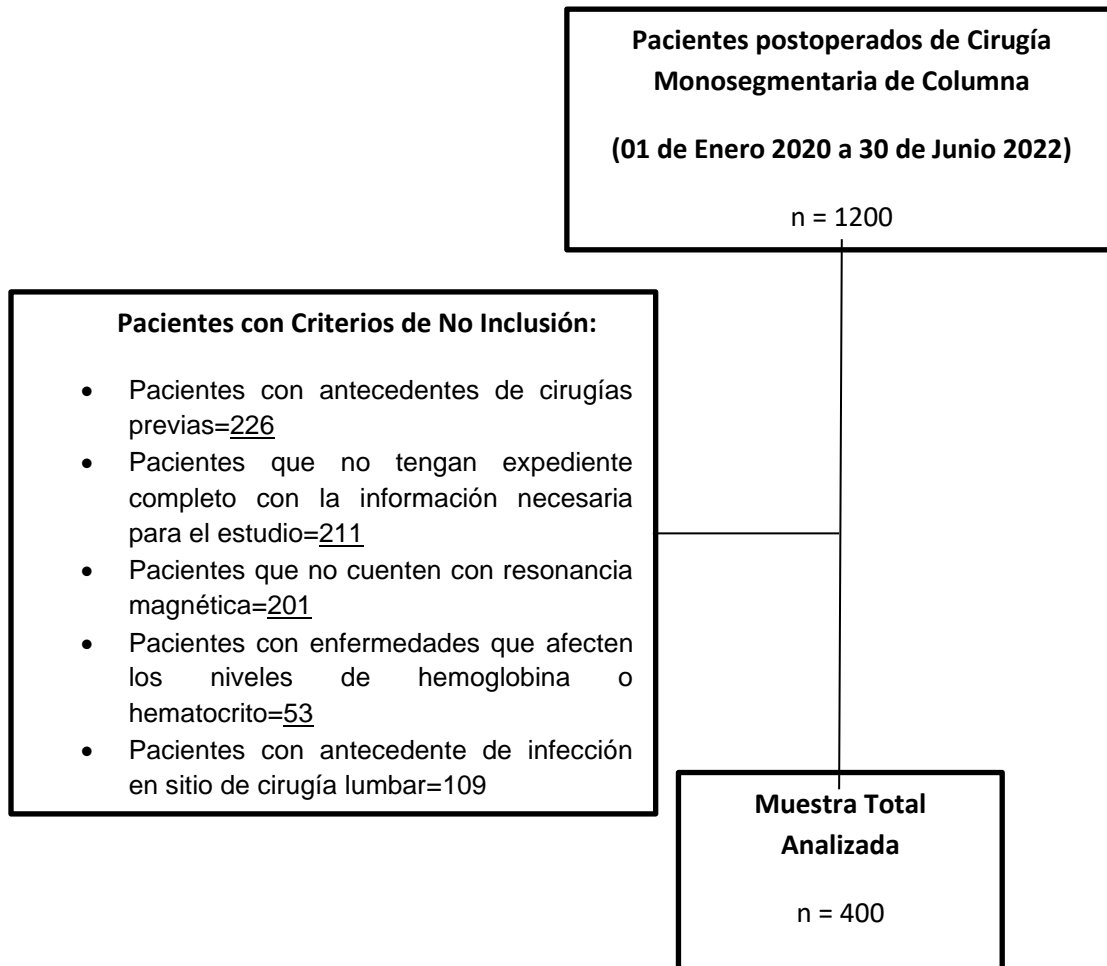 Pacientes postoperados de Cirugía
Monosegmentaria de Columna
(01 de Enero 2020 a 30 de Junio 2022)
n = 1200
Pacientes con Criterios de No Inclusión:
• Pacientes con antecedentes de cirugías
previas=226
• Pacientes que no tengan expediente
completo con la información necesaria
para el estudio=211
• Pacientes que no cuenten con resonancia
magnética=201
• Pacientes con enfermedades que afecten
los niveles de hemoglobina o
hematocrito=53
• Pacientes con antecedente de infección
en sitio de cirugía lumbar=109
Muestra Total
Analizada
n = 400